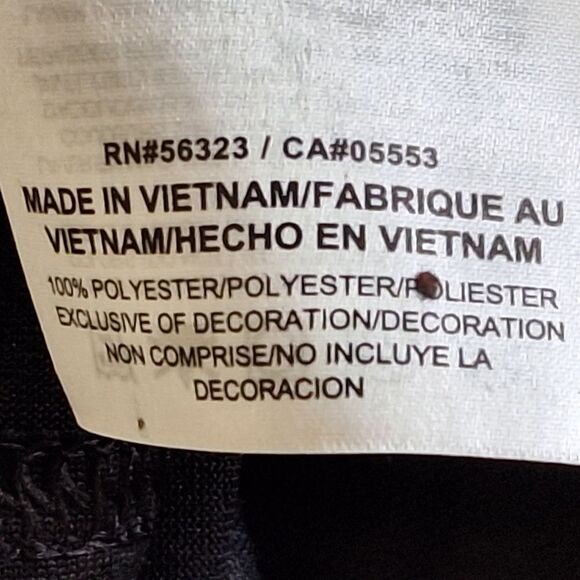 RN#56323 / CA#05553
MADE IN VIETNAM/FABRIQUE AU
VIETNAM/HECHO EN VIETNAM
100% POLYESTER/POLYESTER/POLIESTER
EXCLUSIVE OF DECORATION/DECORATION
NON COMPRISE/NO INCLUYE LA
DECORACION